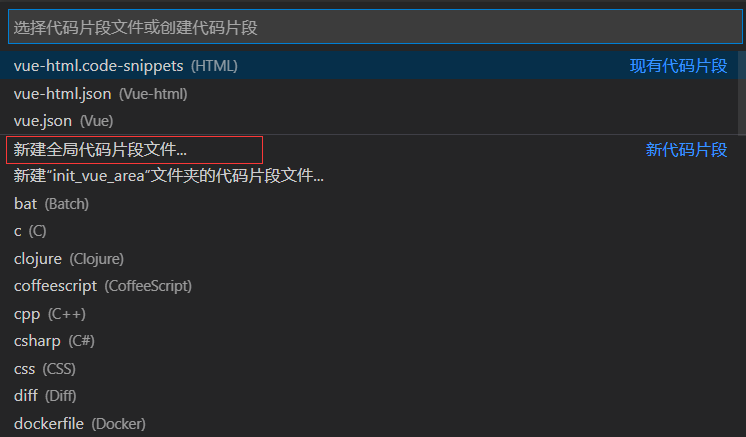 选择代码片段文件或创建代码片段
vue-html.code-snippets (HTML) 现有代码片段
vue-html.json (Vue-html)
vue.json (Vue)
新建全局代码片段文件... 新代码片段
新建“init_vue_area”文件夹的代码片段文件...
bat (Batch)
c (C)
clojure (Clojure)
coffeescript (CoffeeScript)
cpp (C++)
csharp (C#)
css (CSS)
diff (Diff)
dockerfile (Docker)